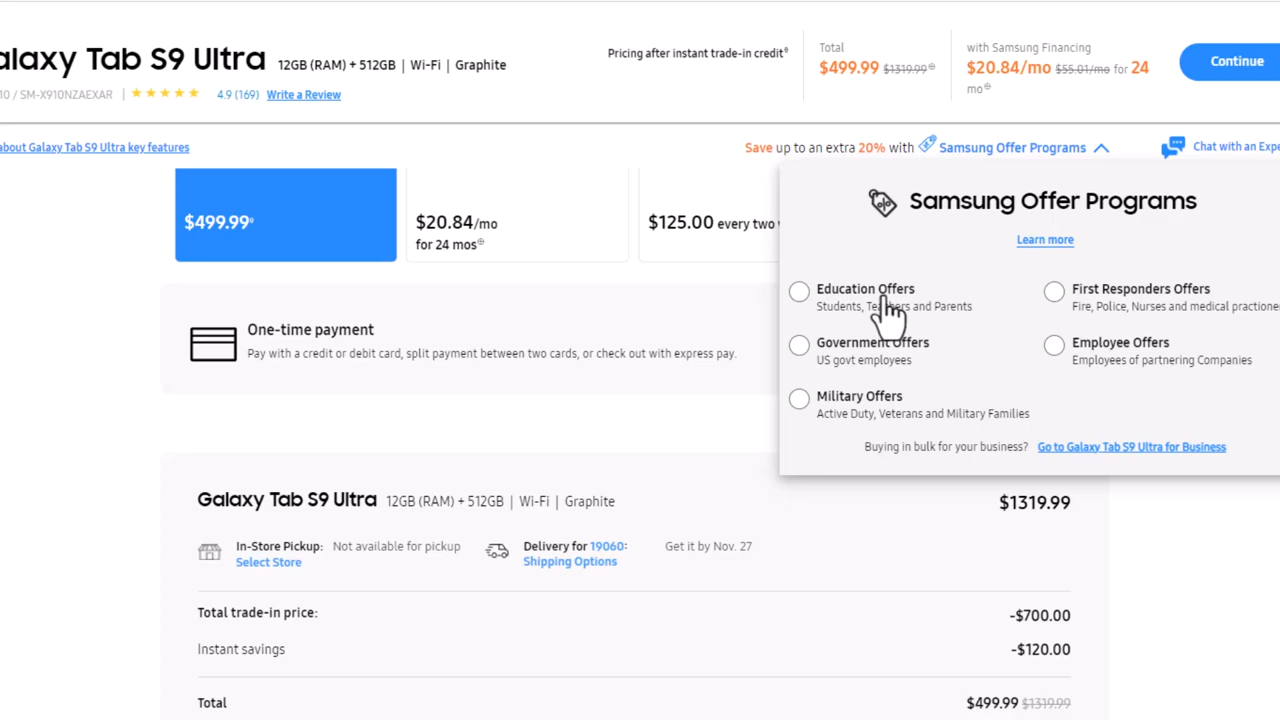 alaxy Tab S9 Ultra 12GB (RAM) + 512GB | Wi-Fi | Graphite
10 / SM-X910NZAEXAR | 4.9 (169) Write a Review
Pricing after instant trade-in credit
Total
$499.99 $1319.99
with Samsung Financing
$20.84/mo $55.01/mo for 24
mo
Continue
about Galaxy Tab S9 Ultra key features
Save up to an extra 20% with Samsung Offer Programs
Chat with an Expe
$499.99
$20.84/mo
for 24 mos
$125.00 every two
Samsung Offer Programs
Learn more
Education Offers
Students, Teachers and Parents
First Responders Offers
Fire, Police, Nurses and medical practione
Government Offers
US govt employees
Employee Offers
Employees of partnering Companies
Military Offers
Active Duty, Veterans and Military Families
Buying in bulk for your business? Go to Galaxy Tab S9 Ultra for Business
One-time payment
Pay with a credit or debit card, split payment between two cards, or check out with express pay.
Galaxy Tab S9 Ultra 12GB (RAM) + 512GB | Wi-Fi | Graphite $1319.99
In-Store Pickup: Not available for pickup
Select Store
Delivery for 19060: Get it by Nov. 27
Shipping Options
Total trade-in price: -$700.00
Instant savings -$120.00
Total $499.99 $1319.99